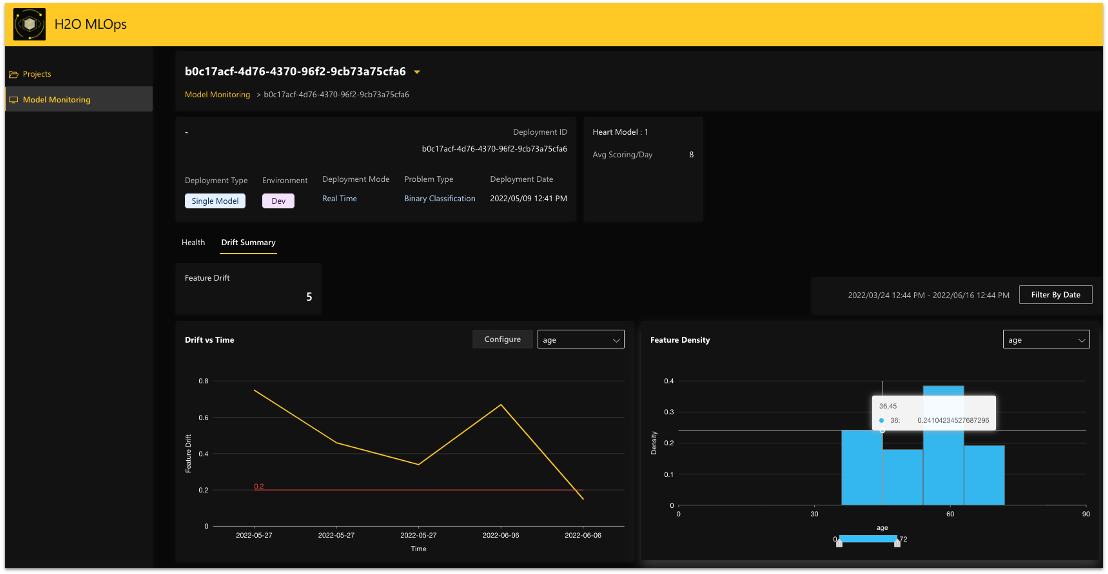 H2O MLOps
Projects
Model Monitoring
b0c17acf-4d76-4370-96f2-9cb73a75cfa6
Model Monitoring > b0c17acf-4d76-4370-96f2-9cb73a75cfa6
-
Deployment ID
b0c17acf-4d76-4370-96f2-9cb73a75cfa6
Deployment Type
Environment
Deployment Mode
Problem Type
Deployment Date
Single Model
Dev
Real Time
Binary Classification
2022/05/09 12:41 PM
Heart Model : 1
Avg Scoring/Day 8
Health
Drift Summary
Feature Drift
5
2022/03/24 12:44 PM - 2022/06/16 12:44 PM
Filter By Date
Drift vs Time
Configure
age
0.8
0.6
0.4
0.2
0
Feature Drift
0.2
2022-05-27
2022-05-27
2022-05-27
2022-06-06
2022-06-06
Time
Feature Density
age
0.4
0.3
0.2
0.1
0
Density
36,45
36: 0.24104234527687296
0
30
60
90
age
72